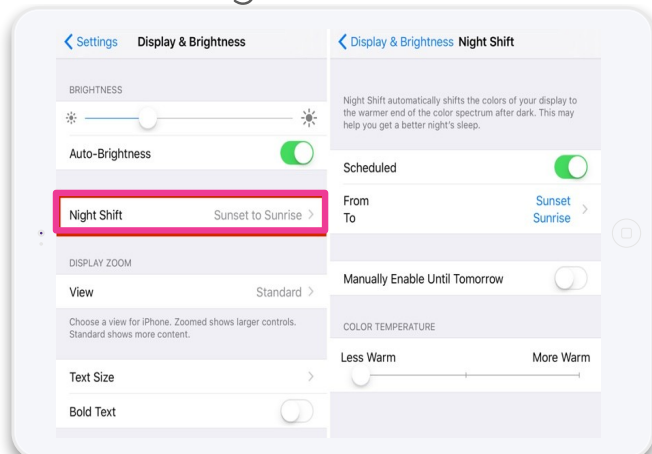 Settings Display & Brightness
BRIGHTNESS
Auto-Brightness
Night Shift Sunset to Sunrise
DISPLAY ZOOM
View Standard
Choose a view for iPhone. Zoomed shows larger controls.
Standard shows more content.
Text Size
Bold Text
Display & Brightness Night Shift
Night Shift automatically shifts the colors of your display to
the warmer end of the color spectrum after dark. This may
help you get a better night's sleep.
Scheduled
From Sunset
To Sunrise
Manually Enable Until Tomorrow
COLOR TEMPERATURE
Less Warm More Warm